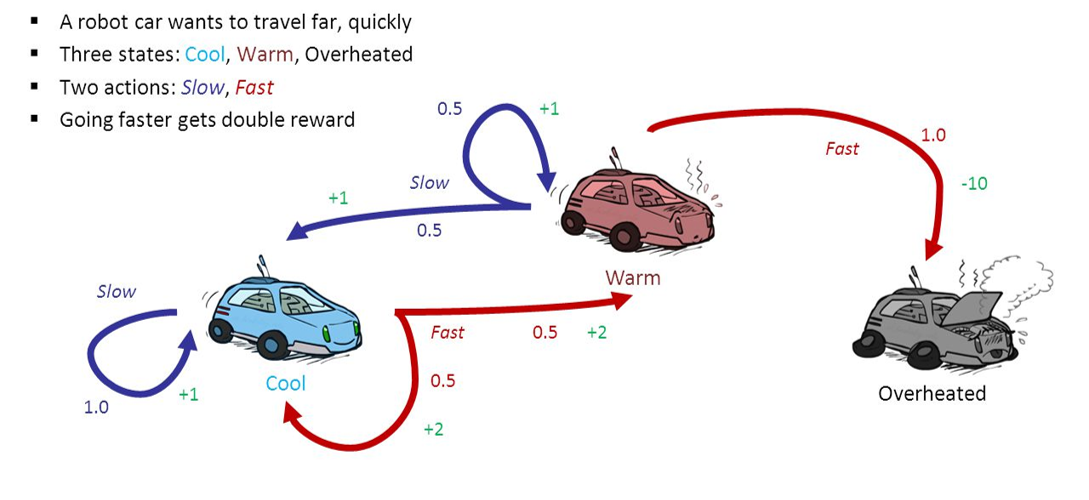 A robot car wants to travel far, quickly
Three states: Cool, Warm, Overheated
Two actions: Slow, Fast
Going faster gets double reward
0.5
+1
1.0
Fast
-10
Slow
+1
0.5
Warm
Slow
Fast
0.5
+2
Cool
0.5
Overheated
+1
1.0
+2